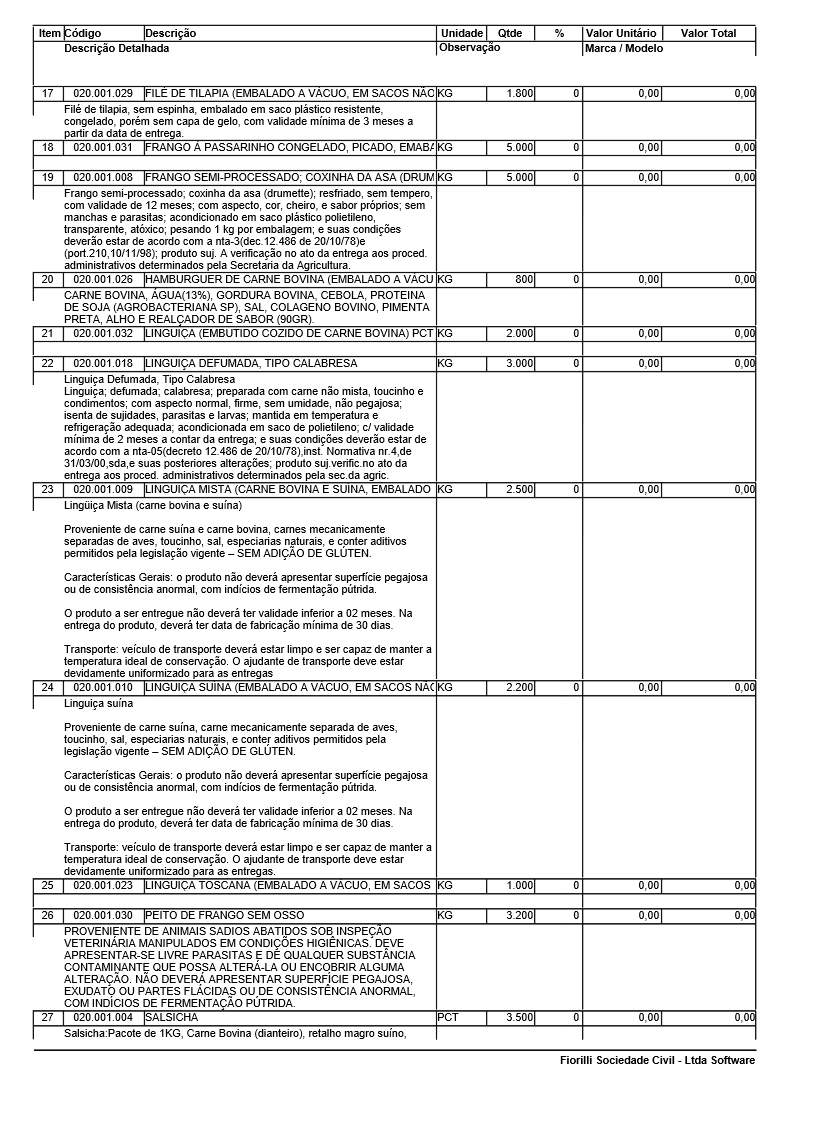 Item Código Descrição Unidade Qtde % Valor Unitário Valor Total
Descrição Detalhada Observação Marca / Modelo
17 020.001.029 FILÉ DE TILAPIA (EMBALADO A VÁCUO, EM SACOS NÃO KG 1.800 0 0,00 0,00
Filé de tilapia, sem espinha, embalado em saco plástico resistente,
congelado, porém sem capa de gelo, com validade mínima de 3 meses a
partir da data de entrega.
18 020.001.031 FRANGO À PASSARINHO CONGELADO, PICADO, EMABA KG 5.000 0 0,00 0,00
19 020.001.008 FRANGO SEMI-PROCESSADO; COXINHA DA ASA (DRUM KG 5.000 0 0,00 0,00
Frango semi-processado; coxinha da asa (drumette); resfriado, sem tempero,
com validade de 12 meses; com aspecto, cor, cheiro, e sabor próprios; sem
manchas e parasitas; acondicionado em saco plástico polietileno,
transparente, atóxico; pesando 1 kg por embalagem; e suas condições
deverão estar de acordo com a nta-3(dec.12.486 de 20/10/78)e
(port.210,10/11/98); produto suj. A verificação no ato da entrega aos proced.
administrativos determinados pela Secretaria da Agricultura.
20 020.001.026 HAMBURGUER DE CARNE BOVINA (EMBALADO A VÁCU KG 800 0 0,00 0,00
CARNE BOVINA, ÁGUA(13%), GORDURA BOVINA, CEBOLA, PROTEINA
DE SOJA (AGROBACTERIANA SP), SAL, COLAGENO BOVINO, PIMENTA
PRETA, ALHO E REALÇADOR DE SABOR (90GR).
21 020.001.032 LINGUIÇA (EMBUTIDO COZIDO DE CARNE BOVINA) PCT KG 2.000 0 0,00 0,00
22 020.001.018 LINGUIÇA DEFUMADA, TIPO CALABRESA KG 3.000 0 0,00 0,00
Linguiça Defumada, Tipo Calabresa
Linguiça; defumada; calabresa; preparada com carne não mista, toucinho e
condimentos; com aspecto normal, firme, sem umidade, não pegajosa;
isenta de sujidades, parasitas e larvas; mantida em temperatura e
refrigeração adequada; acondicionada em saco de polietileno; c/ validade
mínima de 2 meses a contar da entrega; e suas condições deverão estar de
acordo com a nta-05(decreto 12.486 de 20/10/78),inst. Normativa nr.4,de
31/03/00,sda,e suas posteriores alterações; produto suj.verific.no ato da
entrega aos proced. administrativos determinados pela sec.da agric.
23 020.001.009 LINGUIÇA MISTA (CARNE BOVINA E SUÍNA, EMBALADO KG 2.500 0 0,00 0,00
Lingüiça Mista (carne bovina e suína)
Proveniente de carne suína e carne bovina, carnes mecanicamente
separadas de aves, toucinho, sal, especiarias naturais, e conter aditivos
permitidos pela legislação vigente – SEM ADIÇÃO DE GLÚTEN.
Características Gerais: o produto não deverá apresentar superfície pegajosa
ou de consistência anormal, com indícios de fermentação pútrida.
O produto a ser entregue não deverá ter validade inferior a 02 meses. Na
entrega do produto, deverá ter data de fabricação mínima de 30 dias.
Transporte: veículo de transporte deverá estar limpo e ser capaz de manter a
temperatura ideal de conservação. O ajudante de transporte deve estar
devidamente uniformizado para as entregas
24 020.001.010 LINGUIÇA SUÍNA (EMBALADO A VÁCUO, EM SACOS NÃO KG 2.200 0 0,00 0,00
Linguiça suína
Proveniente de carne suína, carne mecanicamente separada de aves,
toucinho, sal, especiarias naturais, e conter aditivos permitidos pela
legislação vigente – SEM ADIÇÃO DE GLÚTEN.
Características Gerais: o produto não deverá apresentar superfície pegajosa
ou de consistência anormal, com indícios de fermentação pútrida.
O produto a ser entregue não deverá ter validade inferior a 02 meses. Na
entrega do produto, deverá ter data de fabricação mínima de 30 dias.
Transporte: veículo de transporte deverá estar limpo e ser capaz de manter a
temperatura ideal de conservação. O ajudante de transporte deve estar
devidamente uniformizado para as entregas.
25 020.001.023 LINGUIÇA TOSCANA (EMBALADO A VÁCUO, EM SACOS KG 1.000 0 0,00 0,00
26 020.001.030 PEITO DE FRANGO SEM OSSO KG 3.200 0 0,00 0,00
PROVENIENTE DE ANIMAIS SADIOS ABATIDOS SOB INSPEÇÃO
VETERINÁRIA MANIPULADOS EM CONDIÇÕES HIGIÊNICAS. DEVE
APRESENTAR-SE LIVRE PARASITAS E DE QUALQUER SUBSTÂNCIA
CONTAMINANTE QUE POSSA ALTERÁ-LA OU ENCOBRIR ALGUMA
ALTERAÇÃO. NÃO DEVERÁ APRESENTAR SUPERFÍCIE PEGAJOSA,
EXUDATO OU PARTES FLÁCIDAS OU DE CONSISTÊNCIA ANORMAL,
COM INDÍCIOS DE FERMENTAÇÃO PÚTRIDA.
27 020.001.004 SALSICHA PCT 3.500 0 0,00 0,00
Salsicha:Pacote de 1KG, Carne Bovina (dianteiro), retalho magro suíno,
Fiorilli Sociedade Civil - Ltda Software